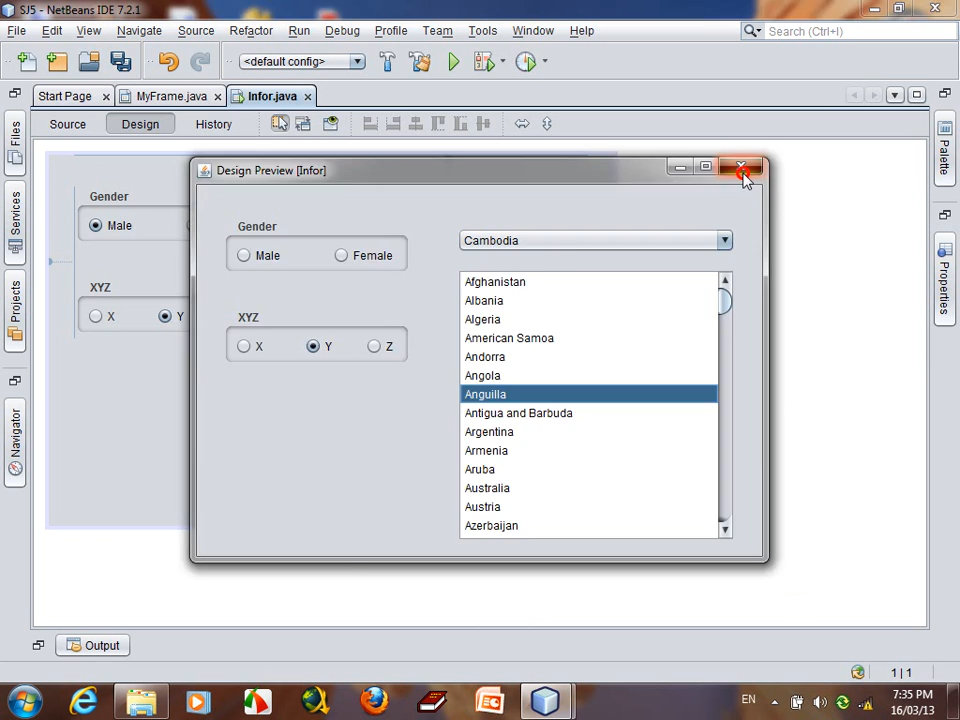 SJ5 - NetBeans IDE 7.2.1
File Edit View Navigate Source Refactor Run Debug Profile Team Tools Window Help
Search (Ctrl+I)
<default config>
Start Page MyFrame.java Infor.java
Source Design History
Files
Services
Projects
Navigator
Palette
Properties
Gender
Male
XYZ
X Y
Design Preview [Infor]
Gender
Male Female
XYZ
X Y Z
Cambodia
Afghanistan
Albania
Algeria
American Samoa
Andorra
Angola
Anguilla
Antigua and Barbuda
Argentina
Armenia
Aruba
Australia
Austria
Azerbaijan
Output
1|1
EN
7:35 PM
16/03/13